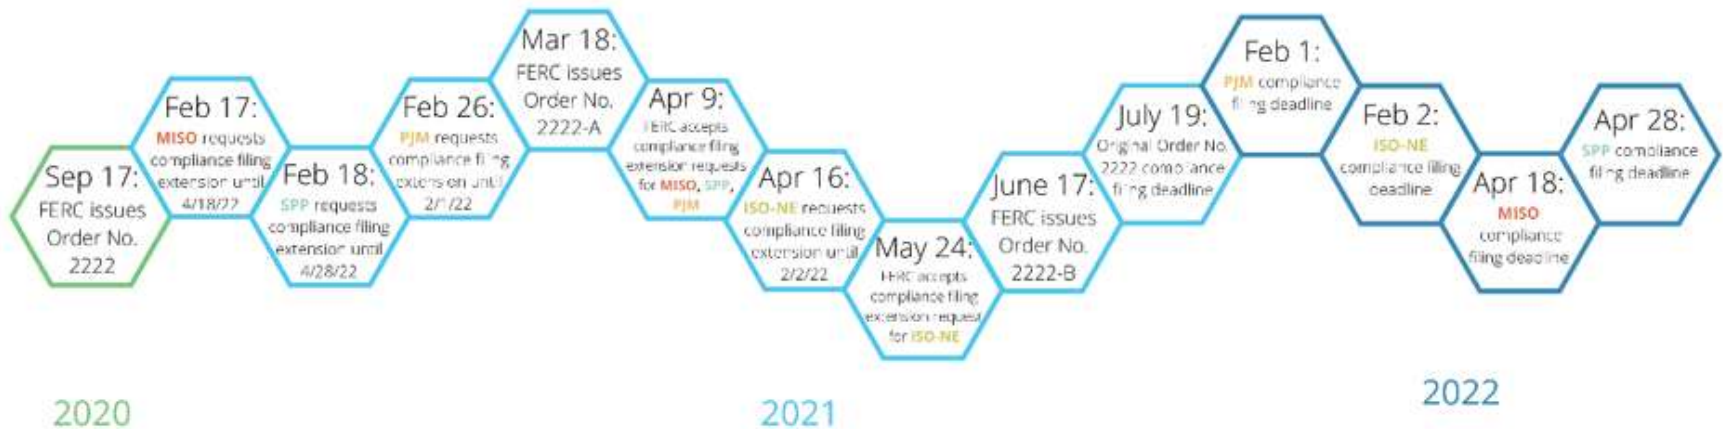 Sep 17:
FERC issues
Order No.
2222
Feb 17:
MISO requests
compliance filing
extension until
4/18/22
Feb 18:
SPP requests
compliance filing
extension until
4/28/22
Feb 26:
PJM requests
compliance filing
extension until
2/1/22
Mar 18:
FERC issues
Order No.
2222-A
Apr 9:
FERC accepts
compliance filing
extension requests
for MISO, SPP,
PJM
Apr 16:
ISO-NE requests
compliance filing
extension until
2/2/22
May 24:
FERC accepts
compliance filing
extension request
for ISO-NE
June 17:
FERC issues
Order No.
2222-B
July 19:
Original Order No.
2222 compliance
filing deadline
Feb 1:
PJM compliance
filing deadline
Feb 2:
ISO-NE
compliance filing
deadline
Apr 18:
MISO
compliance
filing deadline
Apr 28:
SPP compliance
filing deadline
2020
2021
2022